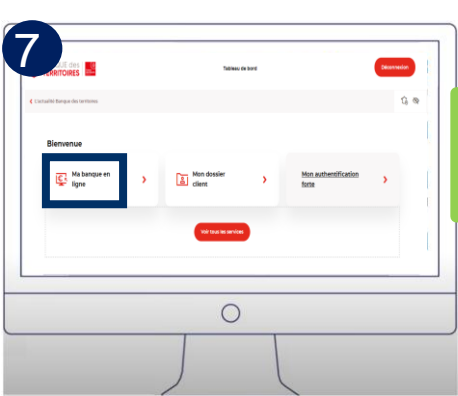 7
des
TERRITOIRES
Tableau de bord
Déconnexion
L'actualité Banque des territoires
Bienvenue
Ma banque en
ligne
Mon dossier
client
Mon authentification
forte
Voir tous les services